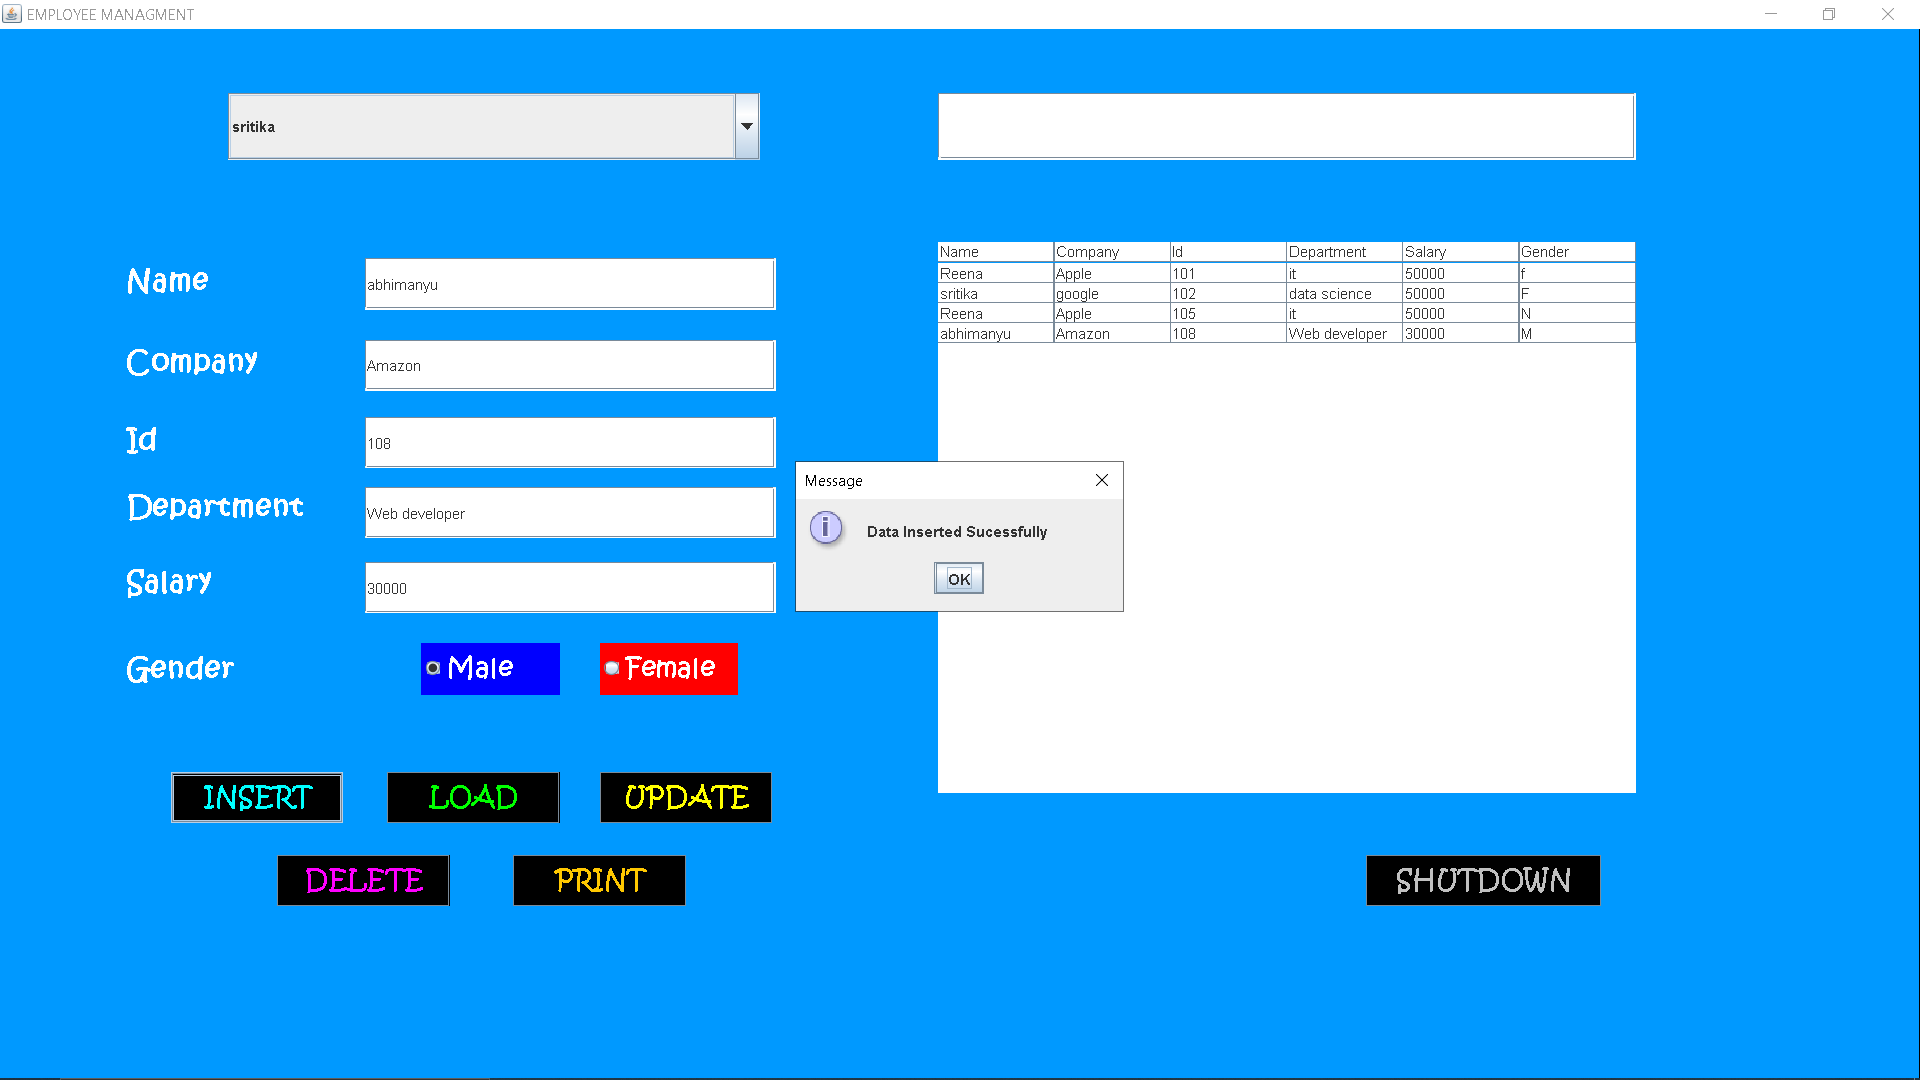 EMPLOYEE MANAGMENT
sritika
Name abhimanyu
Company Amazon
Id 108
Department Web developer
Salary 30000
Gender Male Female
INSERT LOAD UPDATE
DELETE PRINT
Name Company Id Department Salary Gender
Reena Apple 101 it 50000 f
sritika google 102 data science 50000 F
Reena Apple 105 it 50000 N
abhimanyu Amazon 108 Web developer 30000 M
Message
Data Inserted Sucessfully
OK
SHUTDOWN